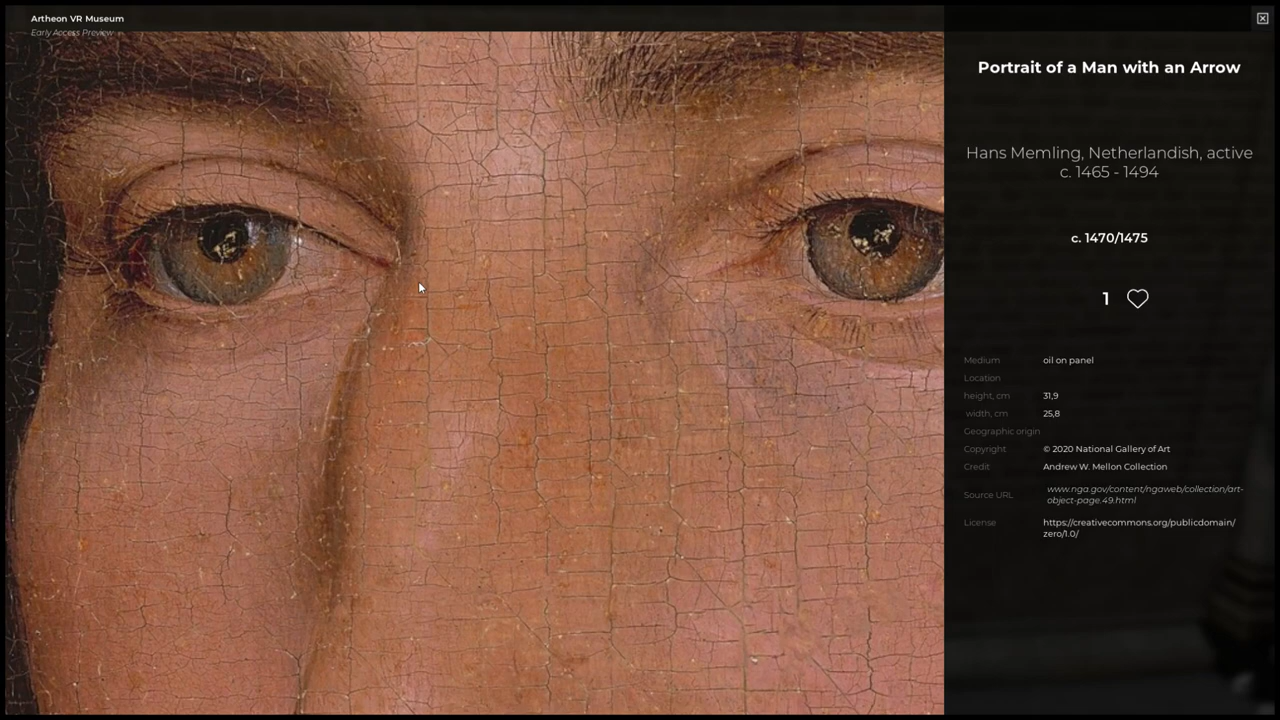 Artheon VR Museum
Early Access Preview
Portrait of a Man with an Arrow
Hans Memling, Netherlandish, active
c. 1465 - 1494
c. 1470/1475
1
Medium oil on panel
Location
height, cm 31,9
width, cm 25,8
Geographic origin
Copyright © 2020 National Gallery of Art
Credit Andrew W. Mellon Collection
Source URL www.nga.gov/content/ngaweb/collection/art-
object-page.49.html
License https://creativecommons.org/publicdomain/
zero/1.0/